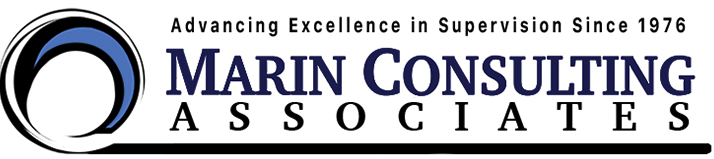 Advancing Excellence in Supervision Since 1976
MARIN CONSULTING
ASSOCIATES